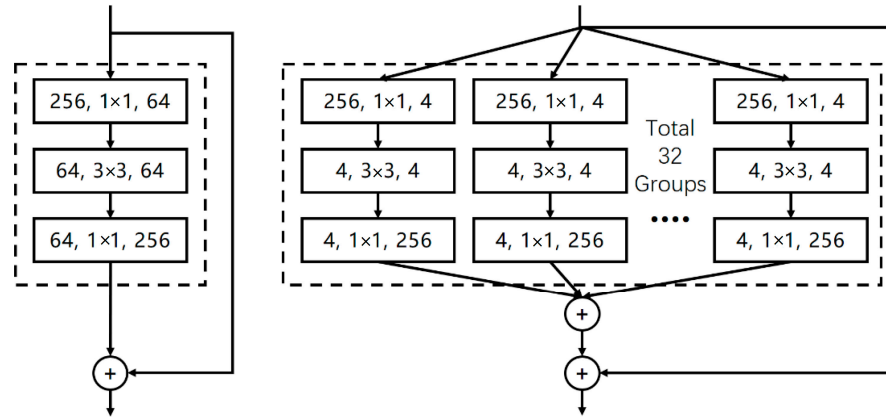 256, 1×1, 64
64, 3×3, 64
64, 1×1, 256
+
256, 1×1, 4
256, 1×1, 4
256, 1×1, 4
4, 3×3, 4
4, 3×3, 4
4, 3×3, 4
4, 1×1, 256
4, 1×1, 256
4, 1×1, 256
Total
32
Groups
••••
+
+